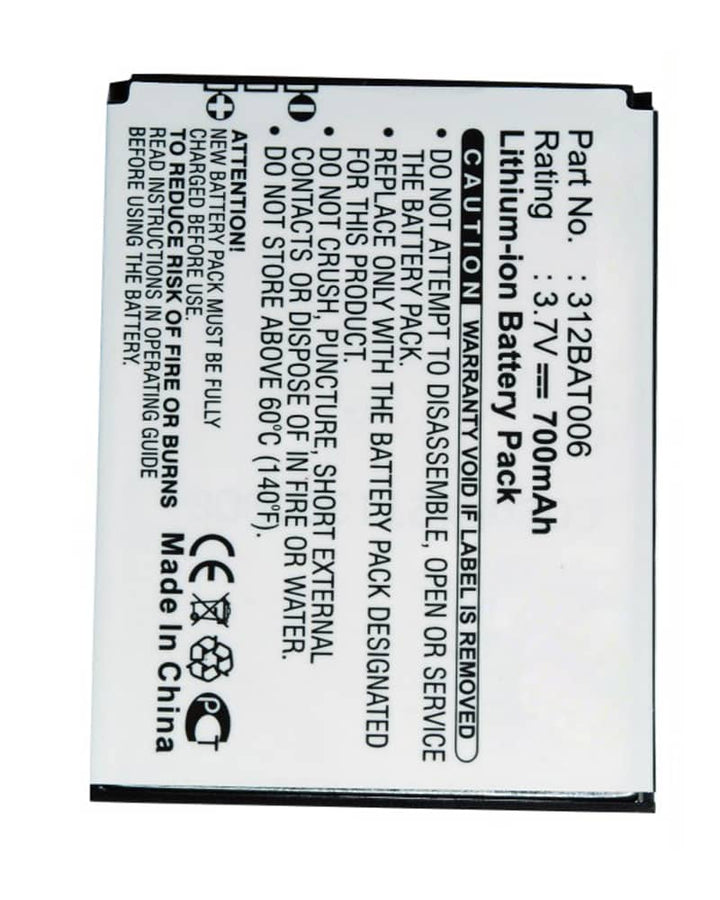 Part No. : 312BAT006
Rating : 3.7V 700mAh
Lithium-ion Battery Pack
CAUTION WARRANTY VOID IF LABEL IS REMOVED
• DO NOT ATTEMPT TO DISASSEMBLE, OPEN OR SERVICE
THE BATTERY PACK.
• REPLACE ONLY WITH THE BATTERY PACK DESIGNATED
FOR THIS PRODUCT.
• DO NOT CRUSH, PUNCTURE, SHORT EXTERNAL
CONTACTS OR DISPOSE OF IN FIRE OR WATER.
• DO NOT STORE ABOVE 60°C (140°F).
ATTENTION!
NEW BATTERY PACK MUST BE FULLY
CHARGED BEFORE USE.
TO REDUCE RISK OF FIRE OR BURNS
READ INSTRUCTIONS IN OPERATING GUIDE
BEFORE USING THE BATTERY.
CE
PCT
Made In China